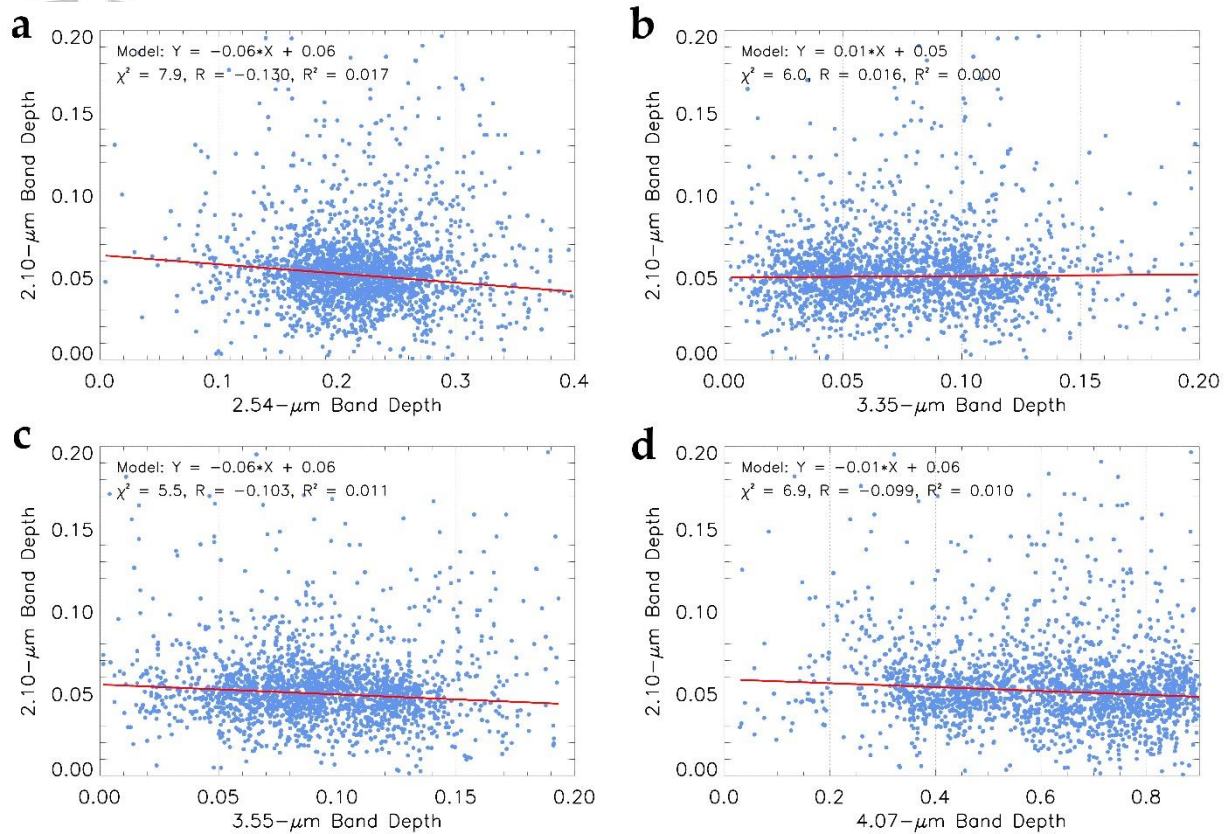 a
0.20
Model: Y = −0.06*X + 0.06
χ² = 7.9, R = −0.130, R² = 0.017
0.15
0.10
0.05
0.00
2.10−μm Band Depth
0.0 0.1 0.2 0.3 0.4
2.54−μm Band Depth
b
0.20
Model: Y = 0.01*X + 0.05
χ² = 6.0, R = 0.016, R² = 0.000
0.15
0.10
0.05
0.00
2.10−μm Band Depth
0.00 0.05 0.10 0.15 0.20
3.35−μm Band Depth
c
0.20
Model: Y = −0.06*X + 0.06
χ² = 5.5, R = −0.103, R² = 0.011
0.15
0.10
0.05
0.00
2.10−μm Band Depth
0.00 0.05 0.10 0.15 0.20
3.55−μm Band Depth
d
0.20
Model: Y = −0.01*X + 0.06
χ² = 6.9, R = −0.099, R² = 0.010
0.15
0.10
0.05
0.00
2.10−μm Band Depth
0.0 0.2 0.4 0.6 0.8
4.07−μm Band Depth